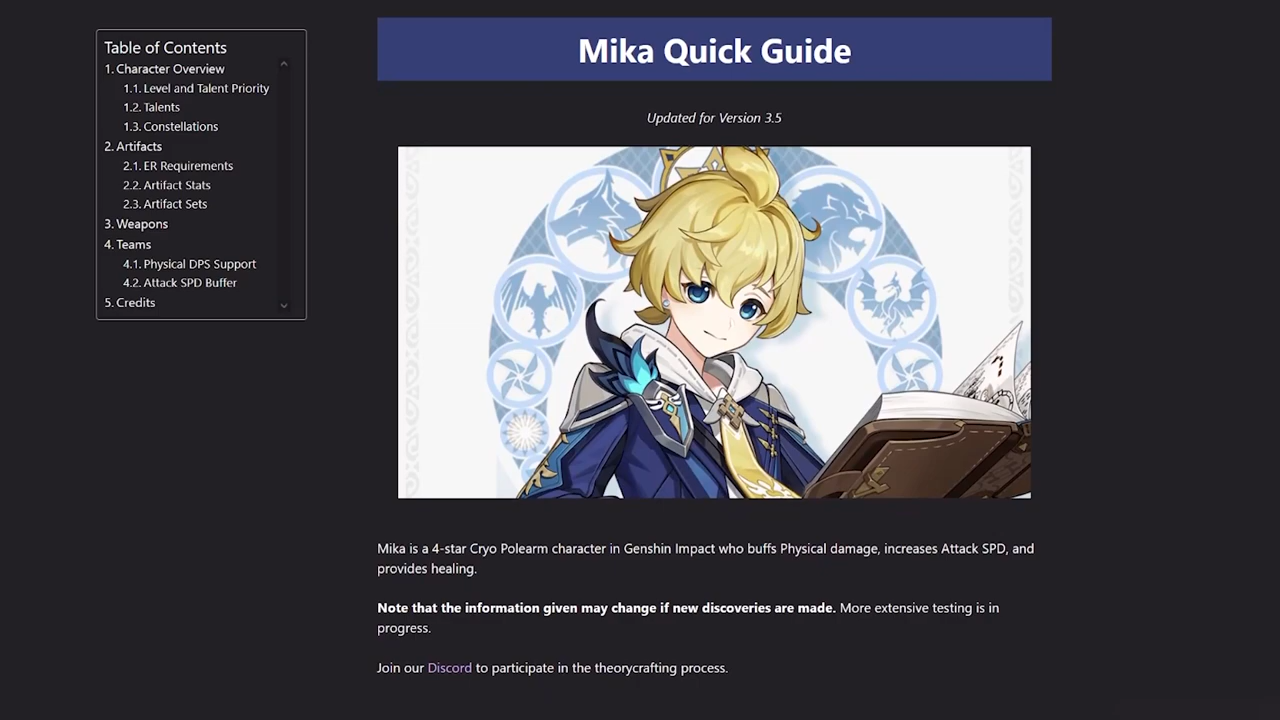 Table of Contents
1. Character Overview
1.1. Level and Talent Priority
1.2. Talents
1.3. Constellations
2. Artifacts
2.1. ER Requirements
2.2. Artifact Stats
2.3. Artifact Sets
3. Weapons
4. Teams
4.1. Physical DPS Support
4.2. Attack SPD Buffer
5. Credits
Mika Quick Guide
Updated for Version 3.5
Mika is a 4-star Cryo Polearm character in Genshin Impact who buffs Physical damage, increases Attack SPD, and
provides healing.
Note that the information given may change if new discoveries are made. More extensive testing is in
progress.
Join our Discord to participate in the theorycrafting process.